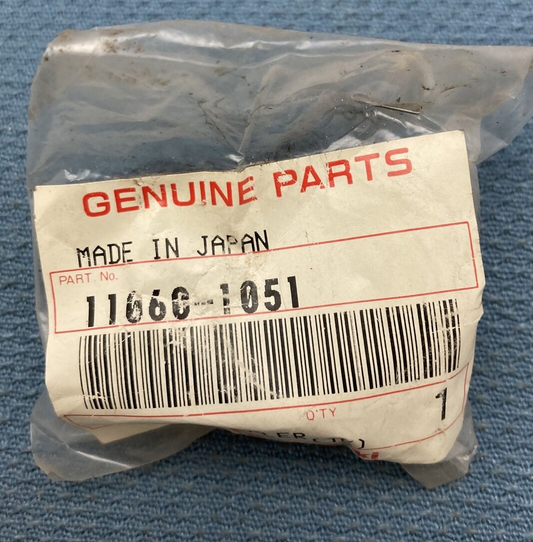 GENUINE PARTS
MADE IN JAPAN
PART. No.
11060-1051
Q'TY
1